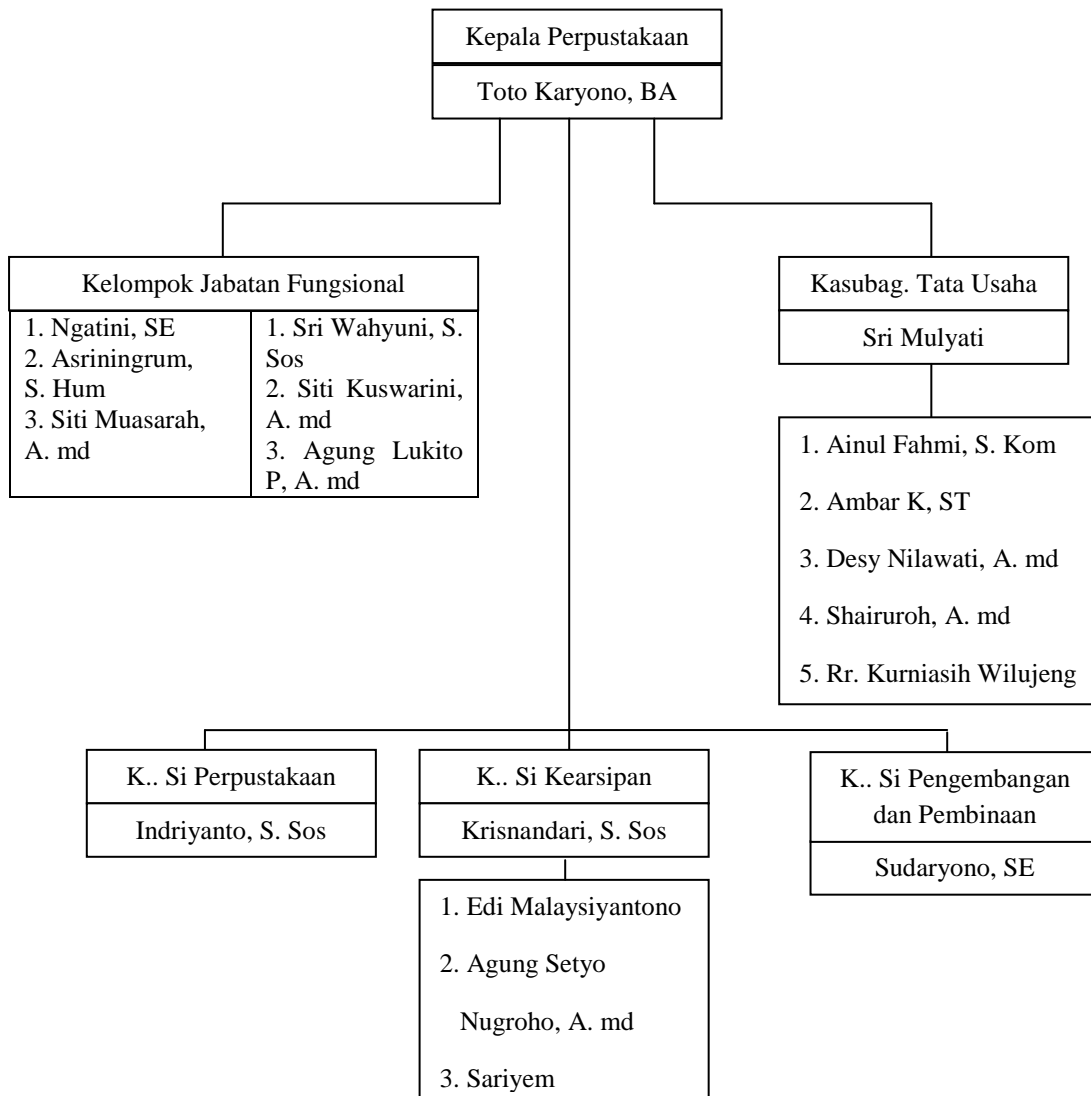 Kepala Perpustakaan
Toto Karyono, BA
Kelompok Jabatan Fungsional
1. Ngatini, SE
2. Asriningrum,
S. Hum
3. Siti Muasarah,
A. md
1. Sri Wahyuni, S.
Sos
2. Siti Kuswarini,
A. md
3. Agung Lukito
P, A. md
Kasubag. Tata Usaha
Sri Mulyati
1. Ainul Fahmi, S. Kom
2. Ambar K, ST
3. Desy Nilawati, A. md
4. Shairuroh, A. md
5. Rr. Kurniasih Wilujeng
K.. Si Perpustakaan
Indriyanto, S. Sos
K.. Si Kearsipan
Krisnandari, S. Sos
1. Edi Malaysiyantono
2. Agung Setyo
Nugroho, A. md
3. Sariyem
K.. Si Pengembangan
dan Pembinaan
Sudaryono, SE